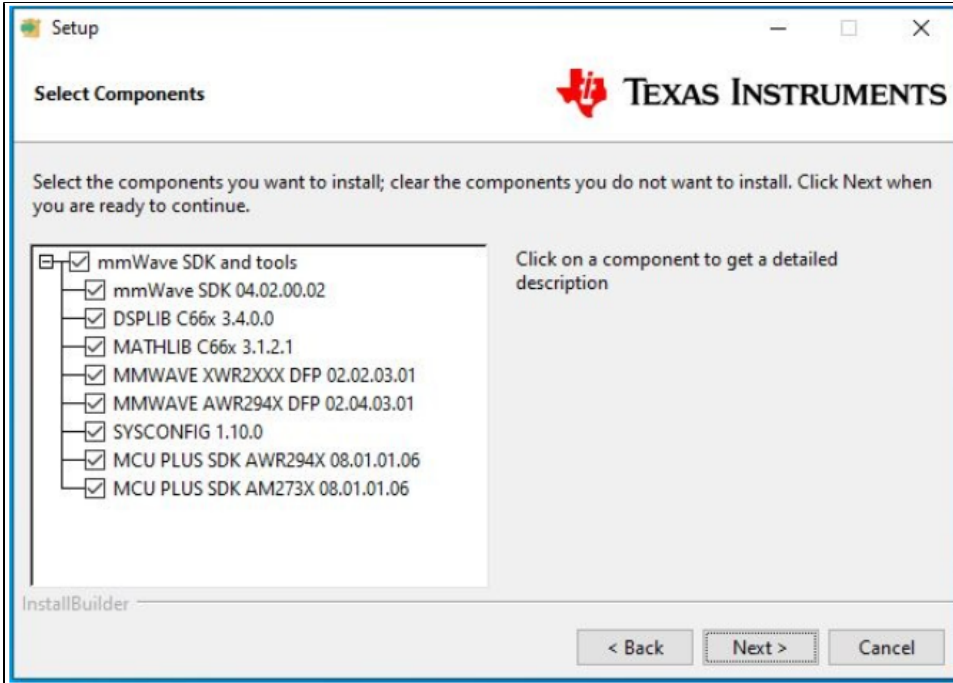 Setup
Select Components
TEXAS INSTRUMENTS
Select the components you want to install; clear the components you do not want to install. Click Next when
you are ready to continue.
mmWave SDK and tools
mmWave SDK 04.02.00.02
DSPLIB C66x 3.4.0.0
MATHLIB C66x 3.1.2.1
MMWAVE XWR2XXX DFP 02.02.03.01
MMWAVE AWR294X DFP 02.04.03.01
SYSCONFIG 1.10.0
MCU PLUS SDK AWR294X 08.01.01.06
MCU PLUS SDK AM273X 08.01.01.06
Click on a component to get a detailed
description
InstallBuilder
< Back
Next >
Cancel